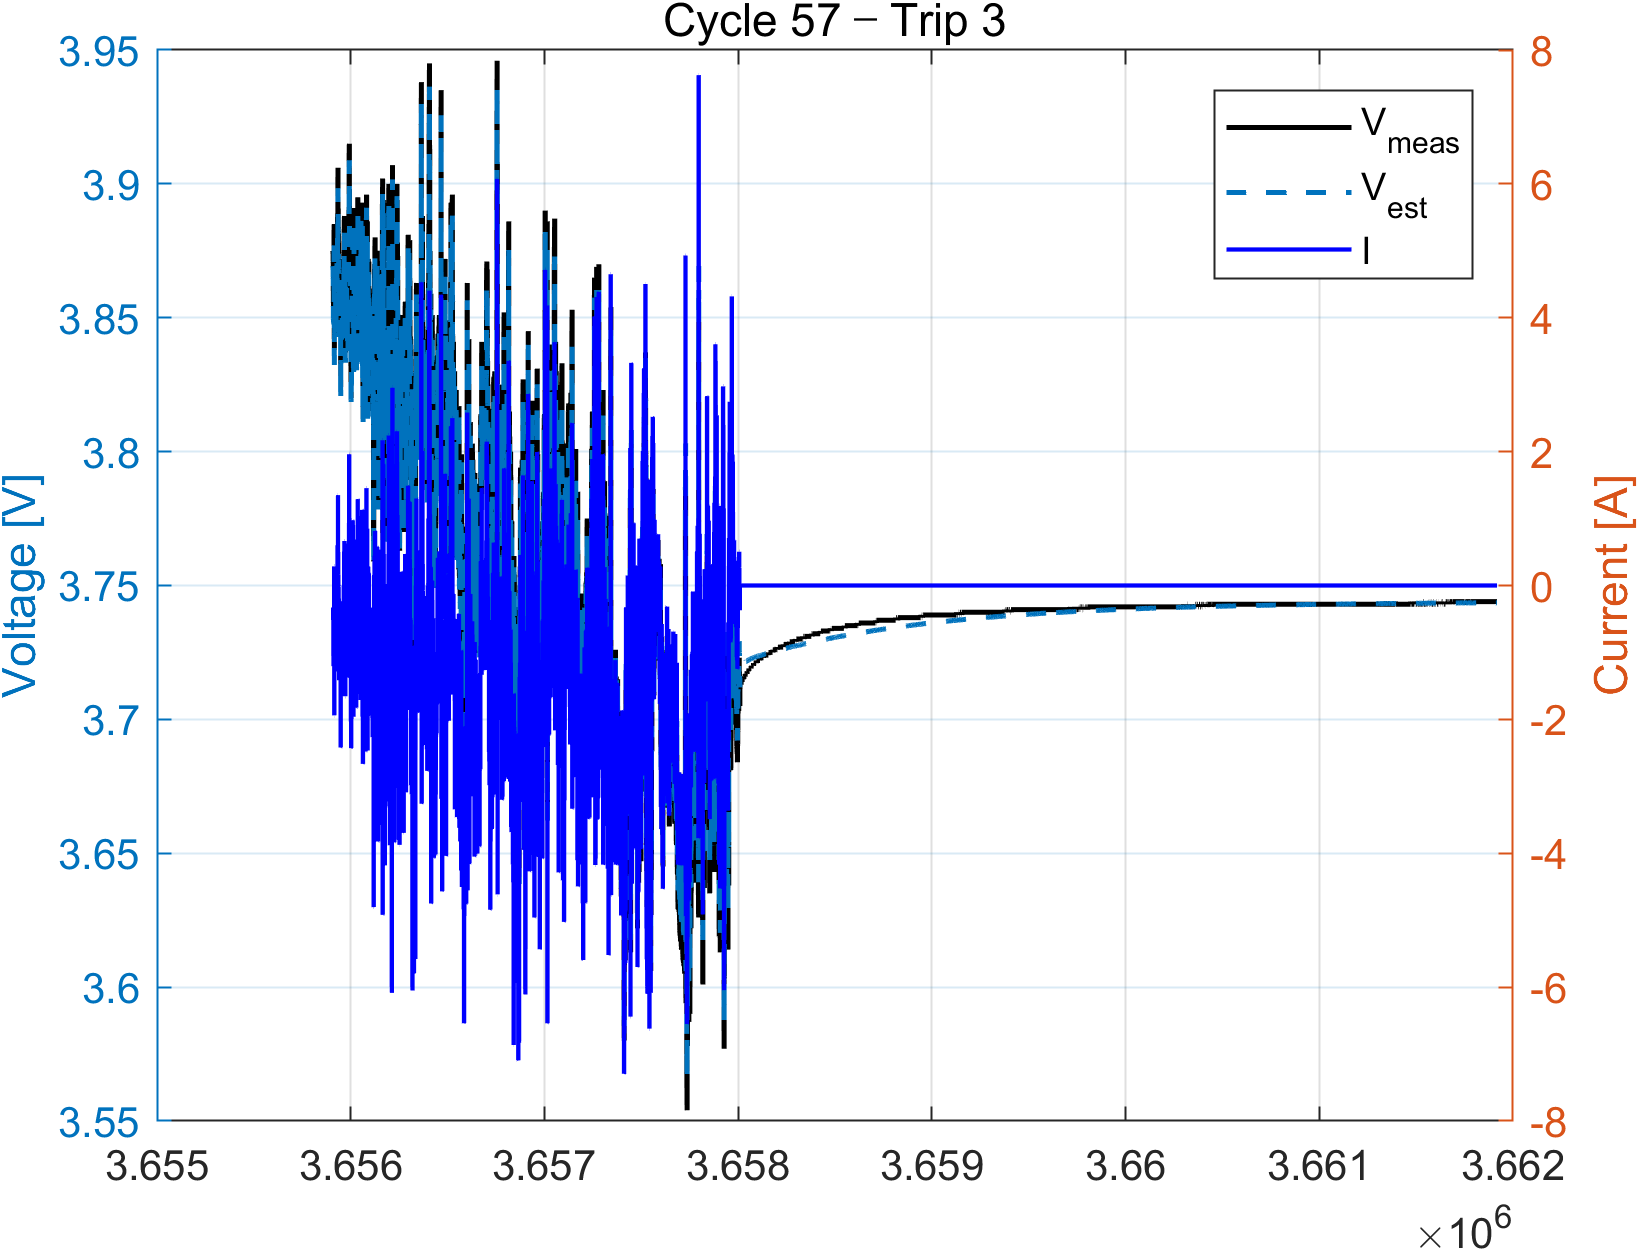 Cycle 57 − Trip 3
3.95
3.9
3.85
3.8
3.75
3.7
3.65
3.6
3.55
Voltage [V]
8
6
4
2
0
-2
-4
-6
-8
Current [A]
V_meas
V_est
I
3.655 3.656 3.657 3.658 3.659 3.66 3.661 3.662
×10^6